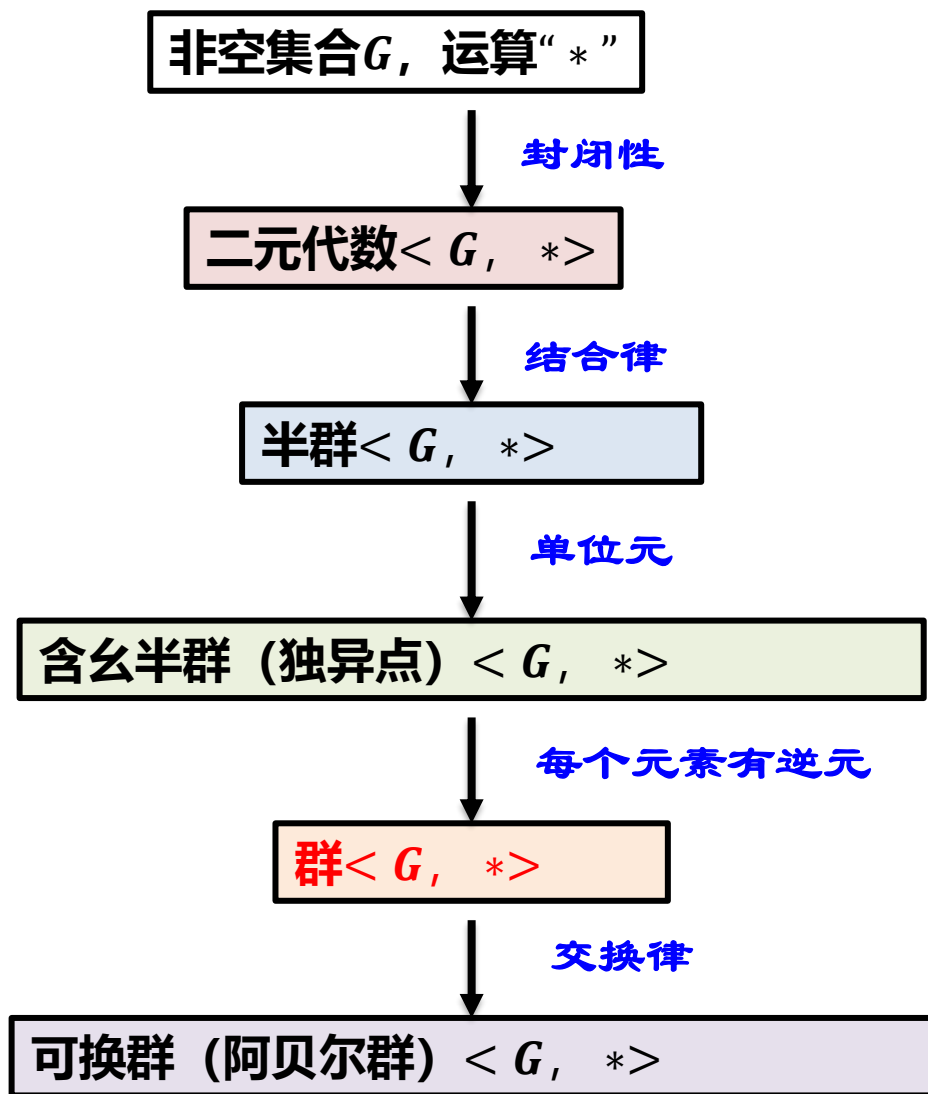 非空集合G，运算“*”
封闭性
二元代数< G， *>
结合律
半群< G， *>
单位元
含幺半群（独异点）< G， *>
每个元素有逆元
群< G， *>
交换律
可换群（阿贝尔群）< G， *>